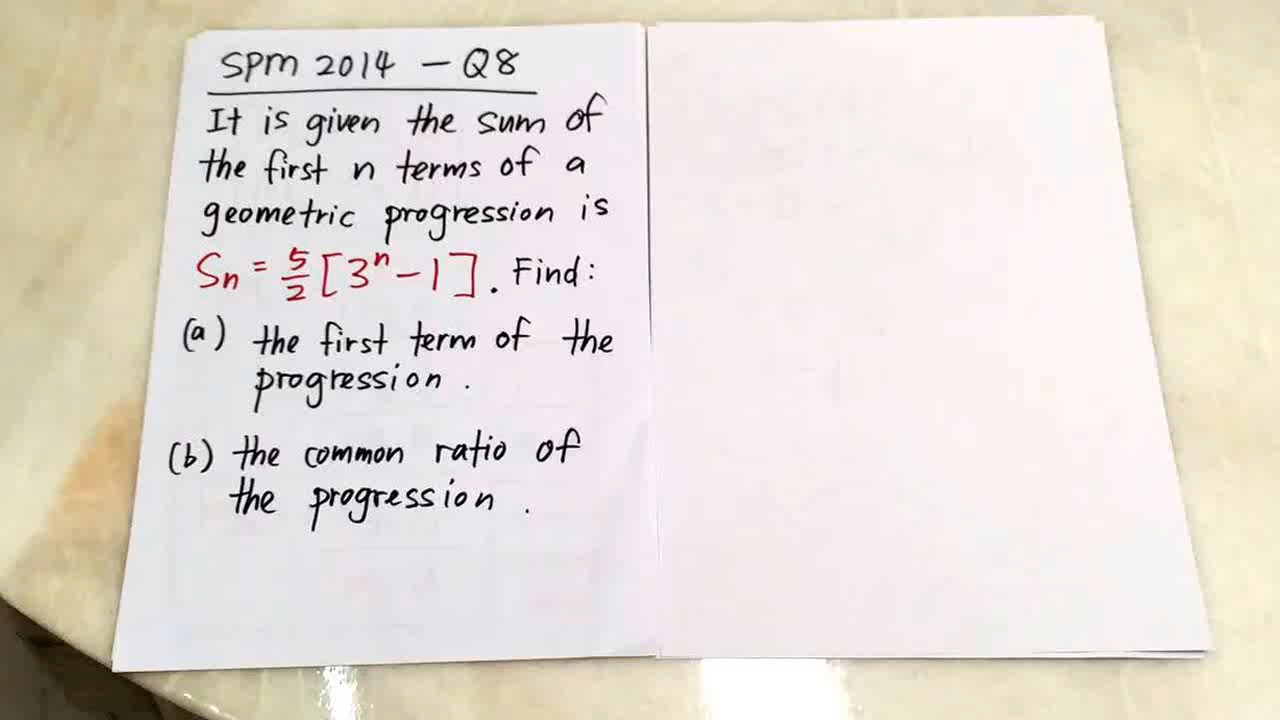 SPM 2014 - Q8
It is given the sum of
the first n terms of a
geometric progression is
Sn = 5/2 [3ⁿ - 1]. Find:
(a) the first term of the
progression.
(b) the common ratio of
the progression.